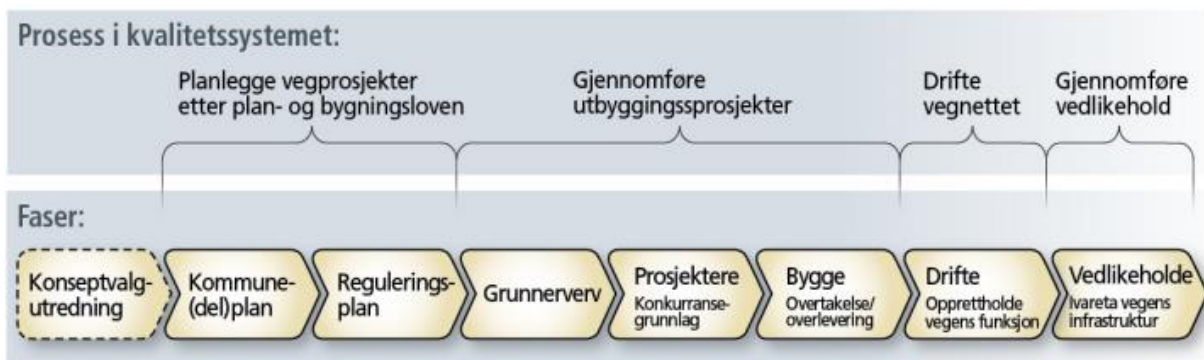 Prosess i kvalitetssystemet:
Planlegge vegprosjekter
etter plan- og bygningsloven
Gjennomføre
utbyggingssprosjekter
Drifte
vegnettet
Gjennomføre
vedlikehold
Faser:
Konseptvalg-
utredning
Kommune-
(del)plan
Regulerings-
plan
Grunnerverv
Prosjektere
Konkurranse-
grunnlag
Bygge
Overtakelse/
overlevering
Drifte
Opprettholde
vegens funksjon
Vedlikeholde
Ivareta vegens
infrastruktur